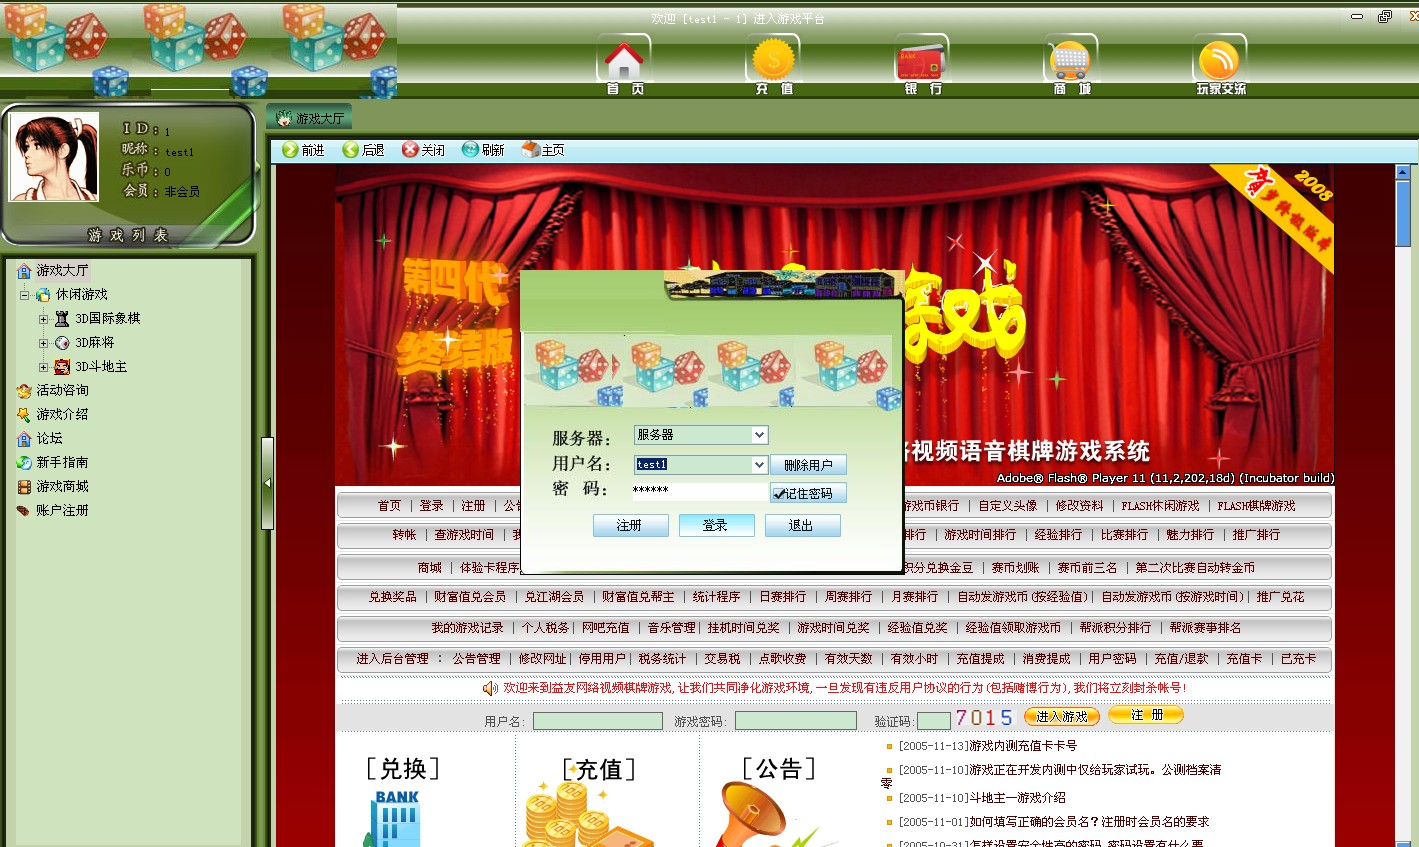 欢迎 [test1 - 1] 进入游戏平台
首 页
充 值
银 行
商 城
玩家交流
I D: 1
昵称: test1
乐币: 0
会员: 非会员
游 戏 列 表
游戏大厅
前进 后退 关闭 刷新 主页
游戏大厅
休闲游戏
3D国际象棋
3D麻将
3D斗地主
活动咨询
游戏介绍
论坛
新手指南
游戏商城
账户注册
2008
第四代
终结版
游戏
视频语音棋牌游戏系统
Adobe® Flash® Player 11 (11,2,202,18d) (Incubator build)
服务器: 服务器
用户名: test1 删除用户
密 码: ****** 记住密码
注册 登录 退出
首页 | 登录 | 注册 | 游戏币银行 | 自定义头像 | 修改资料 | FLASH休闲游戏 | FLASH棋牌游戏
转帐 | 查游戏时间 | 排行 | 游戏时间排行 | 经验排行 | 比赛排行 | 魅力排行 | 推广排行
商城 | 体验卡程序 积分兑换金豆 | 赛币划账 | 赛币前三名 | 第二次比赛自动转金币
兑换奖品 | 财富值兑会员 | 兑江湖会员 | 财富值兑帮主 | 统计程序 | 日赛排行 | 周赛排行 | 月赛排行 | 自动发游戏币(按经验值) | 自动发游戏币(按游戏时间) | 推广兑花
我的游戏记录 | 个人税务 | 网吧充值 | 音乐管理 | 挂机时间兑奖 | 游戏时间兑奖 | 经验值兑奖 | 经验值领取游戏币 | 帮派积分排行 | 帮派赛事排名
进入后台管理 : 公告管理 | 修改网址 | 停用用户 | 税务统计 | 交易税 | 点歌收费 | 有效天数 | 有效小时 | 充值提成 | 消费提成 | 用户密码 | 充值/退款 | 充值卡 | 已充卡
欢迎来到益友网络视频棋牌游戏,让我们共同净化游戏环境,一旦发现有违反用户协议的行为(包括赌博行为),我们将立刻封杀帐号!
用户名: 游戏密码: 验证码: 7015 进入游戏 注 册
[兑换]
BANK
[充值]
[公告]
[2005-11-13]游戏内测充值卡卡号
[2005-11-10]游戏正在开发内测中仅给玩家试玩。公测档案清
零
[2005-11-10]斗地主一游戏介绍
[2005-11-01]如何填写正确的会员名？注册时会员名的要求
[2005-10-31]怎样设置安全性高的密码,密码设置有什么要